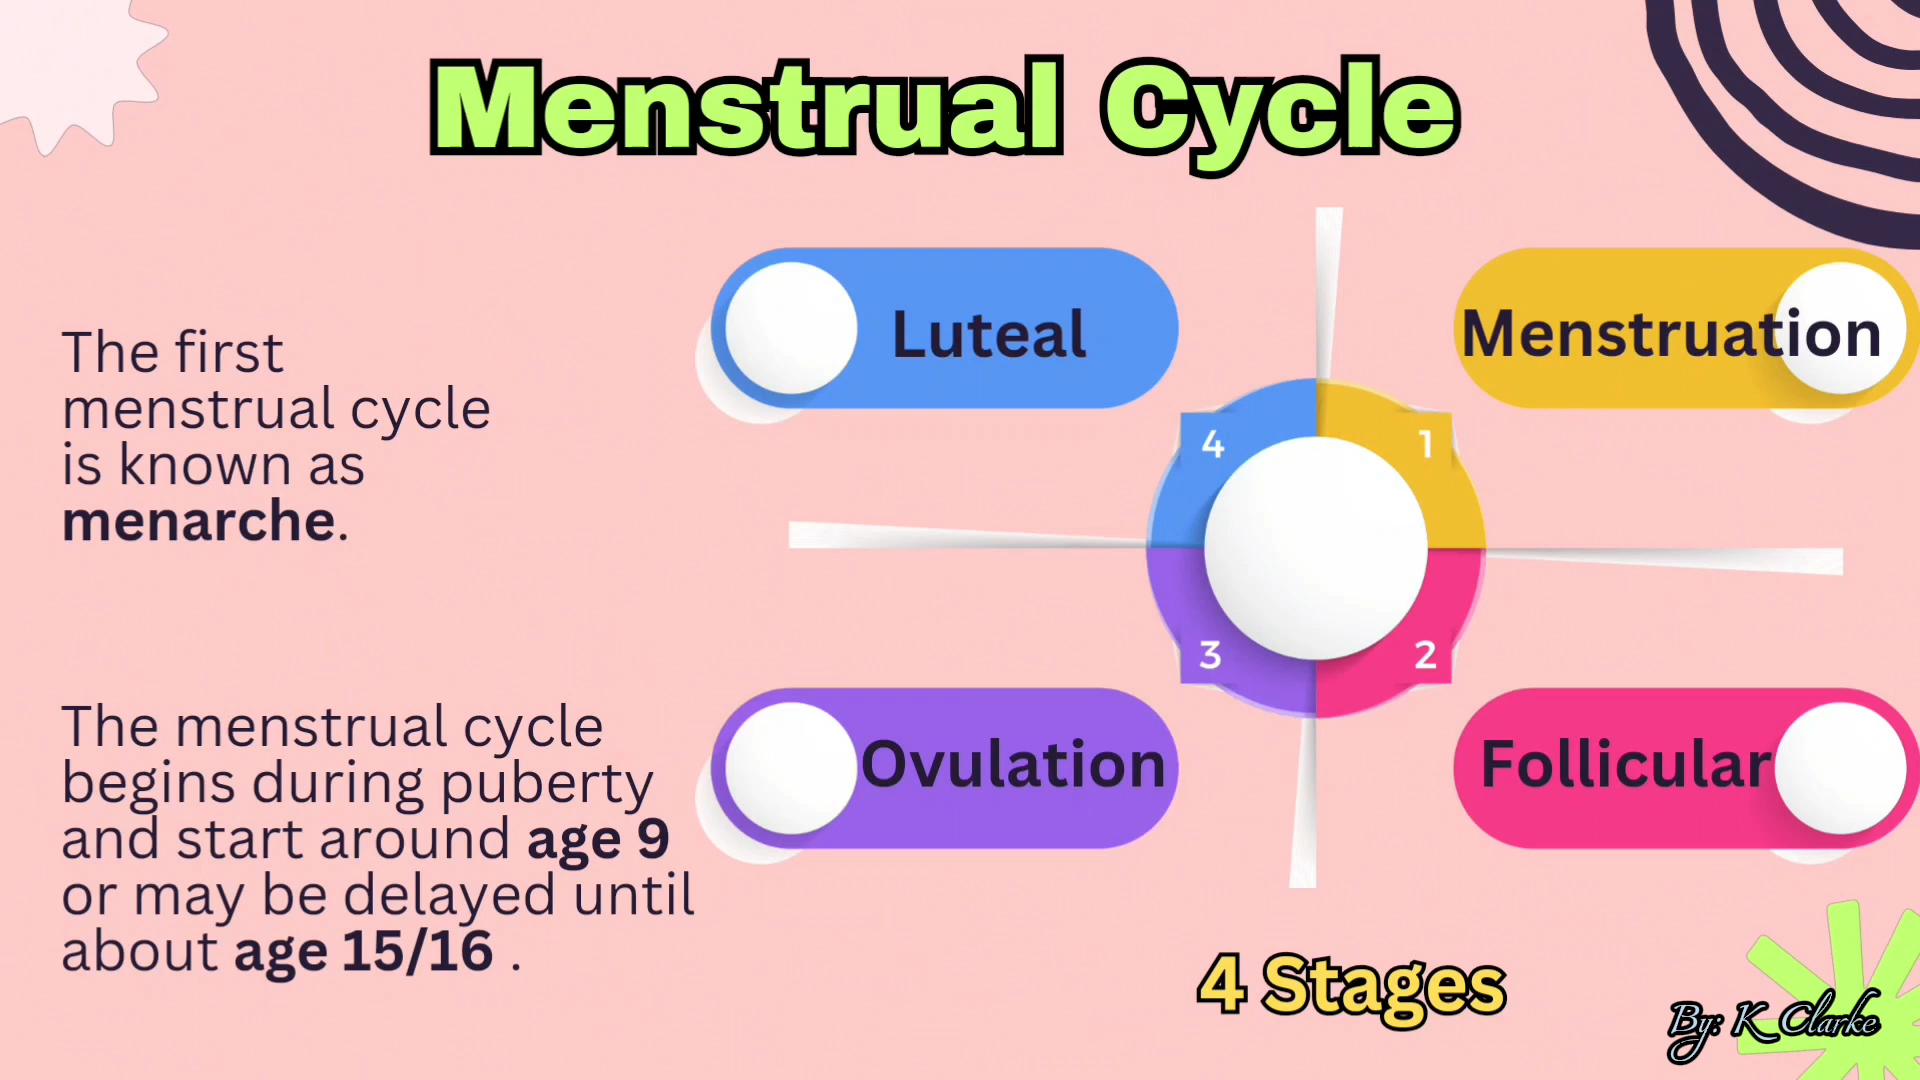 Menstrual Cycle
The first
menstrual cycle
is known as
menarche.
The menstrual cycle
begins during puberty
and start around age 9
or may be delayed until
about age 15/16 .
Luteal
Menstruation
4
1
3
2
Ovulation
Follicular
4 Stages
By: K Clarke